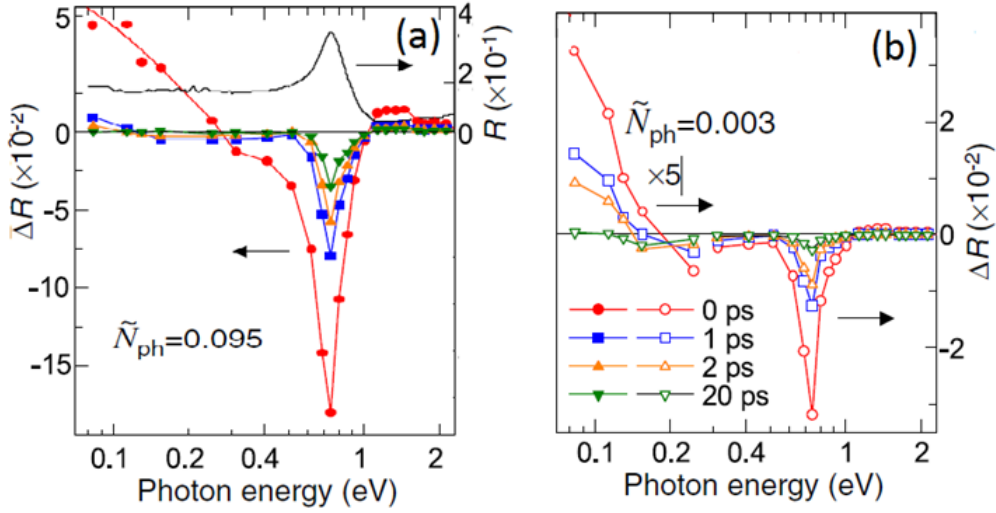 (a)
5
0
-5
-10
-15
ΔR (×10⁻²)
4
2
0
R (×10⁻¹)
Ñph=0.095
0.1 0.2 0.4 1 2
Photon energy (eV)
(b)
Ñph=0.003
×5
2
0
-2
ΔR (×10⁻²)
0 ps
1 ps
2 ps
20 ps
0.1 0.2 0.4 1 2
Photon energy (eV)